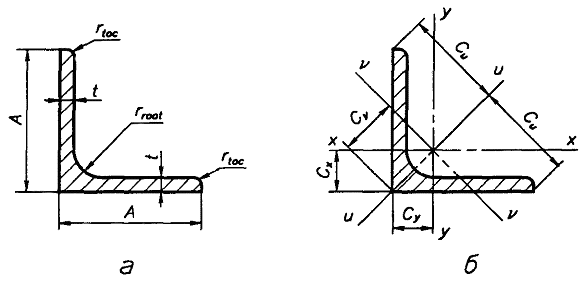 r_toc
A
t
r_root
t
r_toc
A
а
y
C_u
v
u
C_v
C_u
x
x
C_x
u
C_y
y
v
б